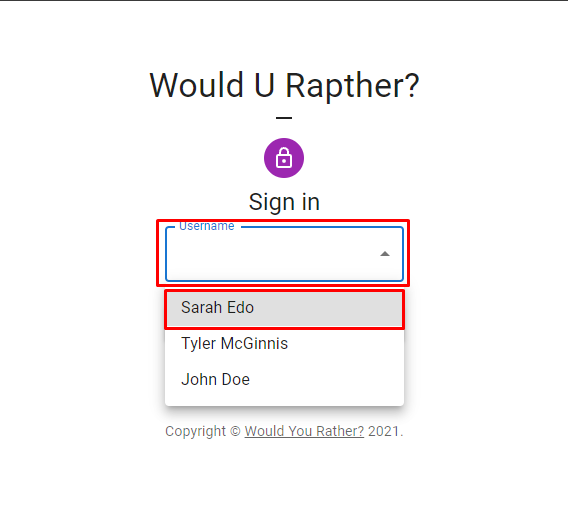 Would U Rapther?
Sign in
Username
Sarah Edo
Tyler McGinnis
John Doe
Copyright © Would You Rather? 2021.